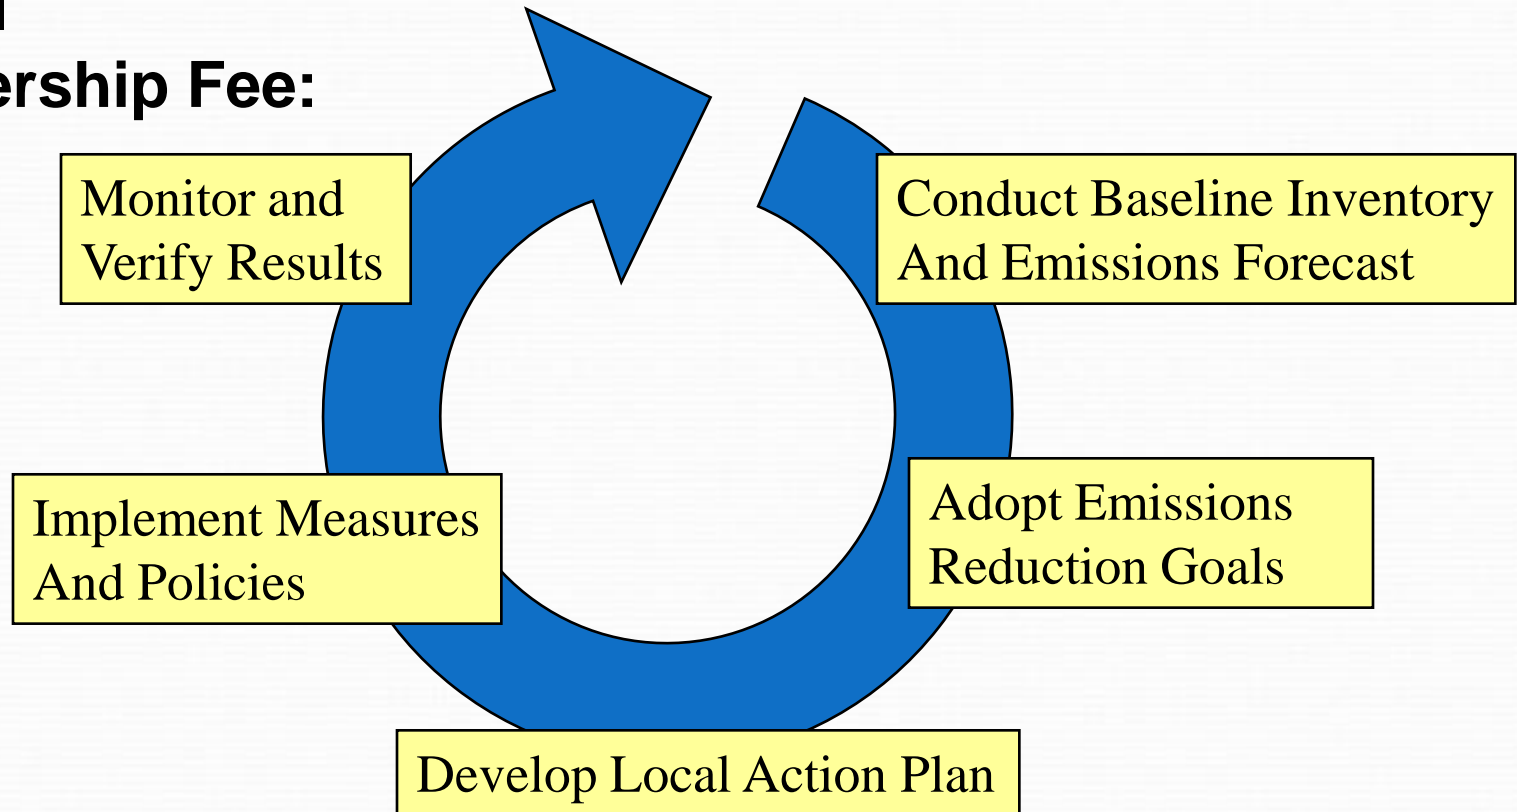 ership Fee:
Monitor and
Verify Results
Conduct Baseline Inventory
And Emissions Forecast
Adopt Emissions
Reduction Goals
Develop Local Action Plan
Implement Measures
And Policies